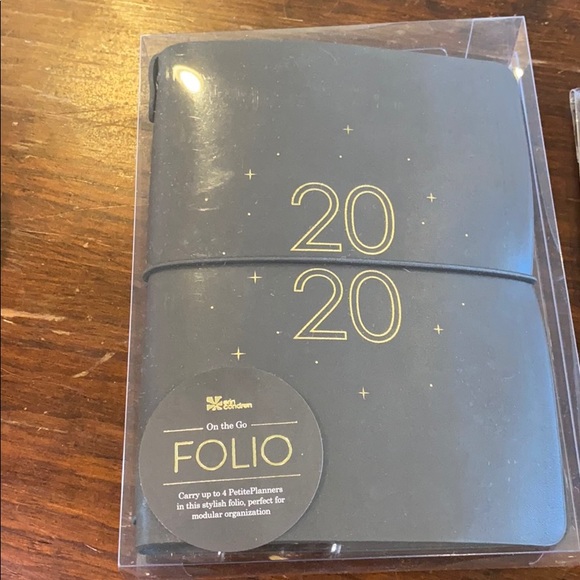 20
20
erin
condren
On the Go
FOLIO
Carry up to 4 PetitePlanners
in this stylish folio, perfect for
modular organization